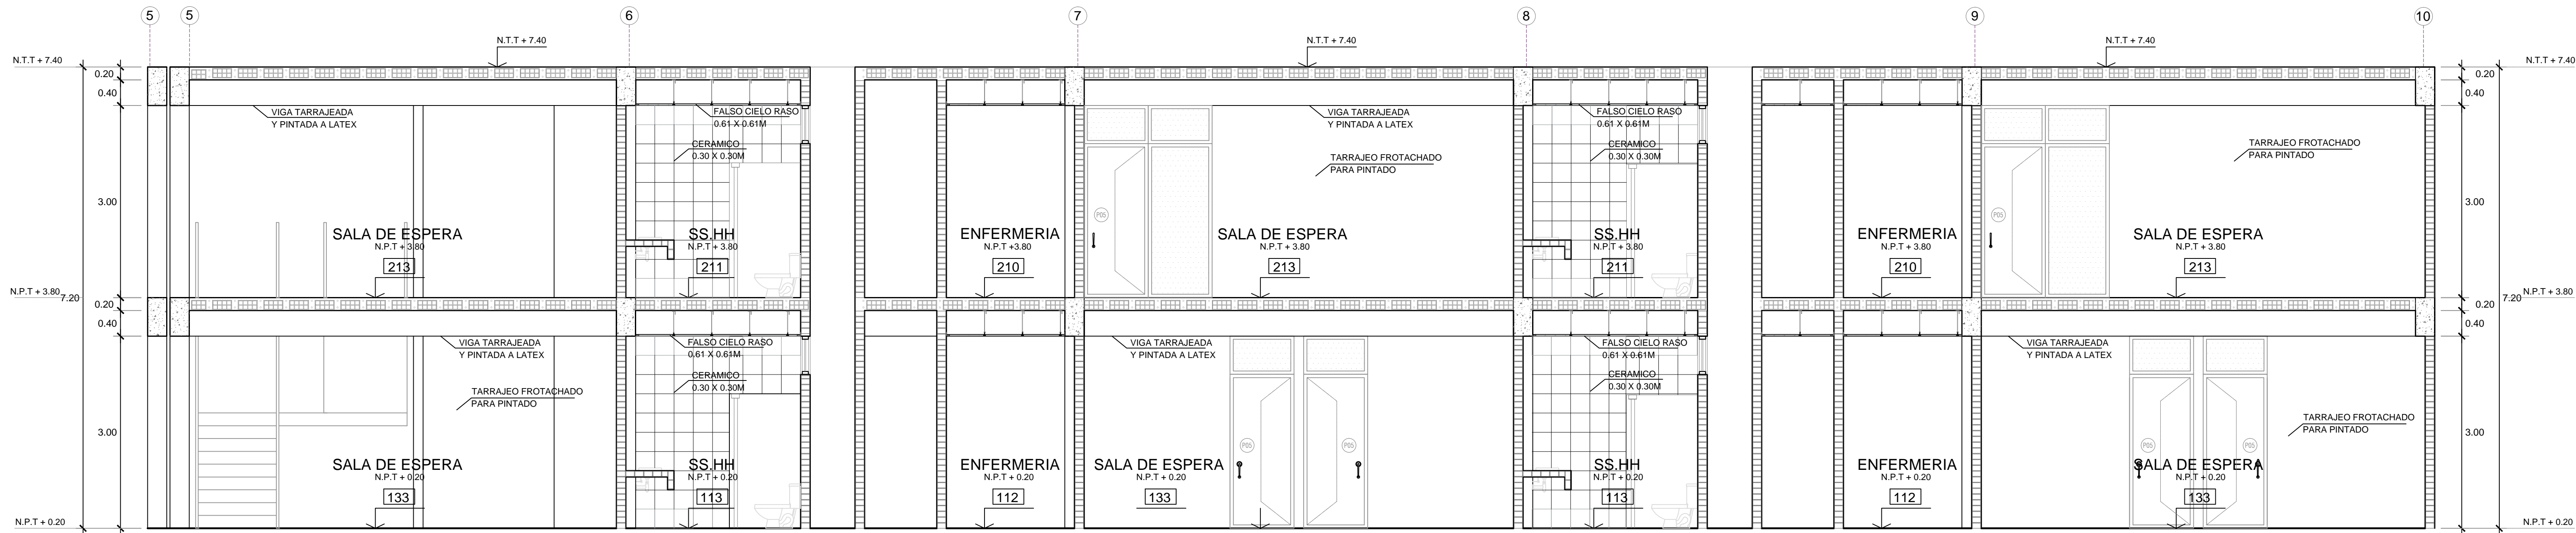 5 5 6 7 8 9 10
N.T.T + 7.40 N.T.T + 7.40 N.T.T + 7.40
N.T.T + 7.40 N.T.T + 7.40
0.20 0.20
0.40 0.40
VIGA TARRAJEADA
Y PINTADA A LATEX
FALSO CIELO RASO
0.61 X 0.61M
CERAMICO
0.30 X 0.30M
VIGA TARRAJEADA
Y PINTADA A LATEX
TARRAJEO FROTACHADO
PARA PINTADO
FALSO CIELO RASO
0.61 X 0.61M
CERAMICO
0.30 X 0.30M
TARRAJEO FROTACHADO
PARA PINTADO
3.00 3.00
P05 P05
SALA DE ESPERA
N.P.T + 3.80
213
SS.HH
N.P.T + 3.80
211
ENFERMERIA
N.P.T +3.80
210
SALA DE ESPERA
N.P.T + 3.80
213
SS.HH
N.P.T + 3.80
211
ENFERMERIA
N.P.T + 3.80
210
SALA DE ESPERA
N.P.T + 3.80
213
N.P.T + 3.80 N.P.T + 3.80
7.20 7.20
0.20 0.20
0.40 0.40
VIGA TARRAJEADA
Y PINTADA A LATEX
TARRAJEO FROTACHADO
PARA PINTADO
FALSO CIELO RASO
0.61 X 0.61M
CERAMICO
0.30 X 0.30M
VIGA TARRAJEADA
Y PINTADA A LATEX
FALSO CIELO RASO
0.61 X 0.61M
CERAMICO
0.30 X 0.30M
VIGA TARRAJEADA
Y PINTADA A LATEX
TARRAJEO FROTACHADO
PARA PINTADO
3.00 3.00
P05 P05 P05 P05
SALA DE ESPERA
N.P.T + 0.20
133
SS.HH
N.P.T + 0.20
113
ENFERMERIA
N.P.T + 0.20
112
SALA DE ESPERA
N.P.T + 0.20
133
SS.HH
N.P.T + 0.20
113
ENFERMERIA
N.P.T + 0.20
112
SALA DE ESPERA
N.P.T + 0.20
133
N.P.T + 0.20 N.P.T + 0.20